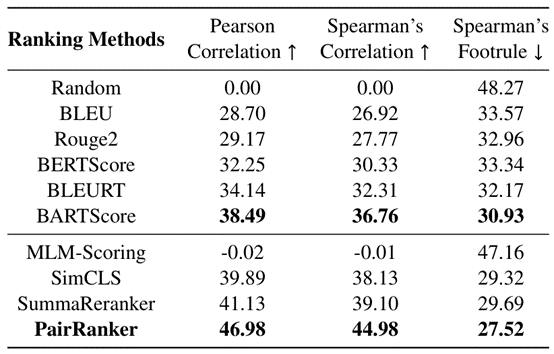 Ranking Methods Pearson Correlation ↑ Spearman's Correlation ↑ Spearman's Footrule ↓
Random 0.00 0.00 48.27
BLEU 28.70 26.92 33.57
Rouge2 29.17 27.77 32.96
BERTScore 32.25 30.33 33.34
BLEURT 34.14 32.31 32.17
BARTScore 38.49 36.76 30.93
MLM-Scoring -0.02 -0.01 47.16
SimCLS 39.89 38.13 29.32
SummaReranker 41.13 39.10 29.69
PairRanker 46.98 44.98 27.52